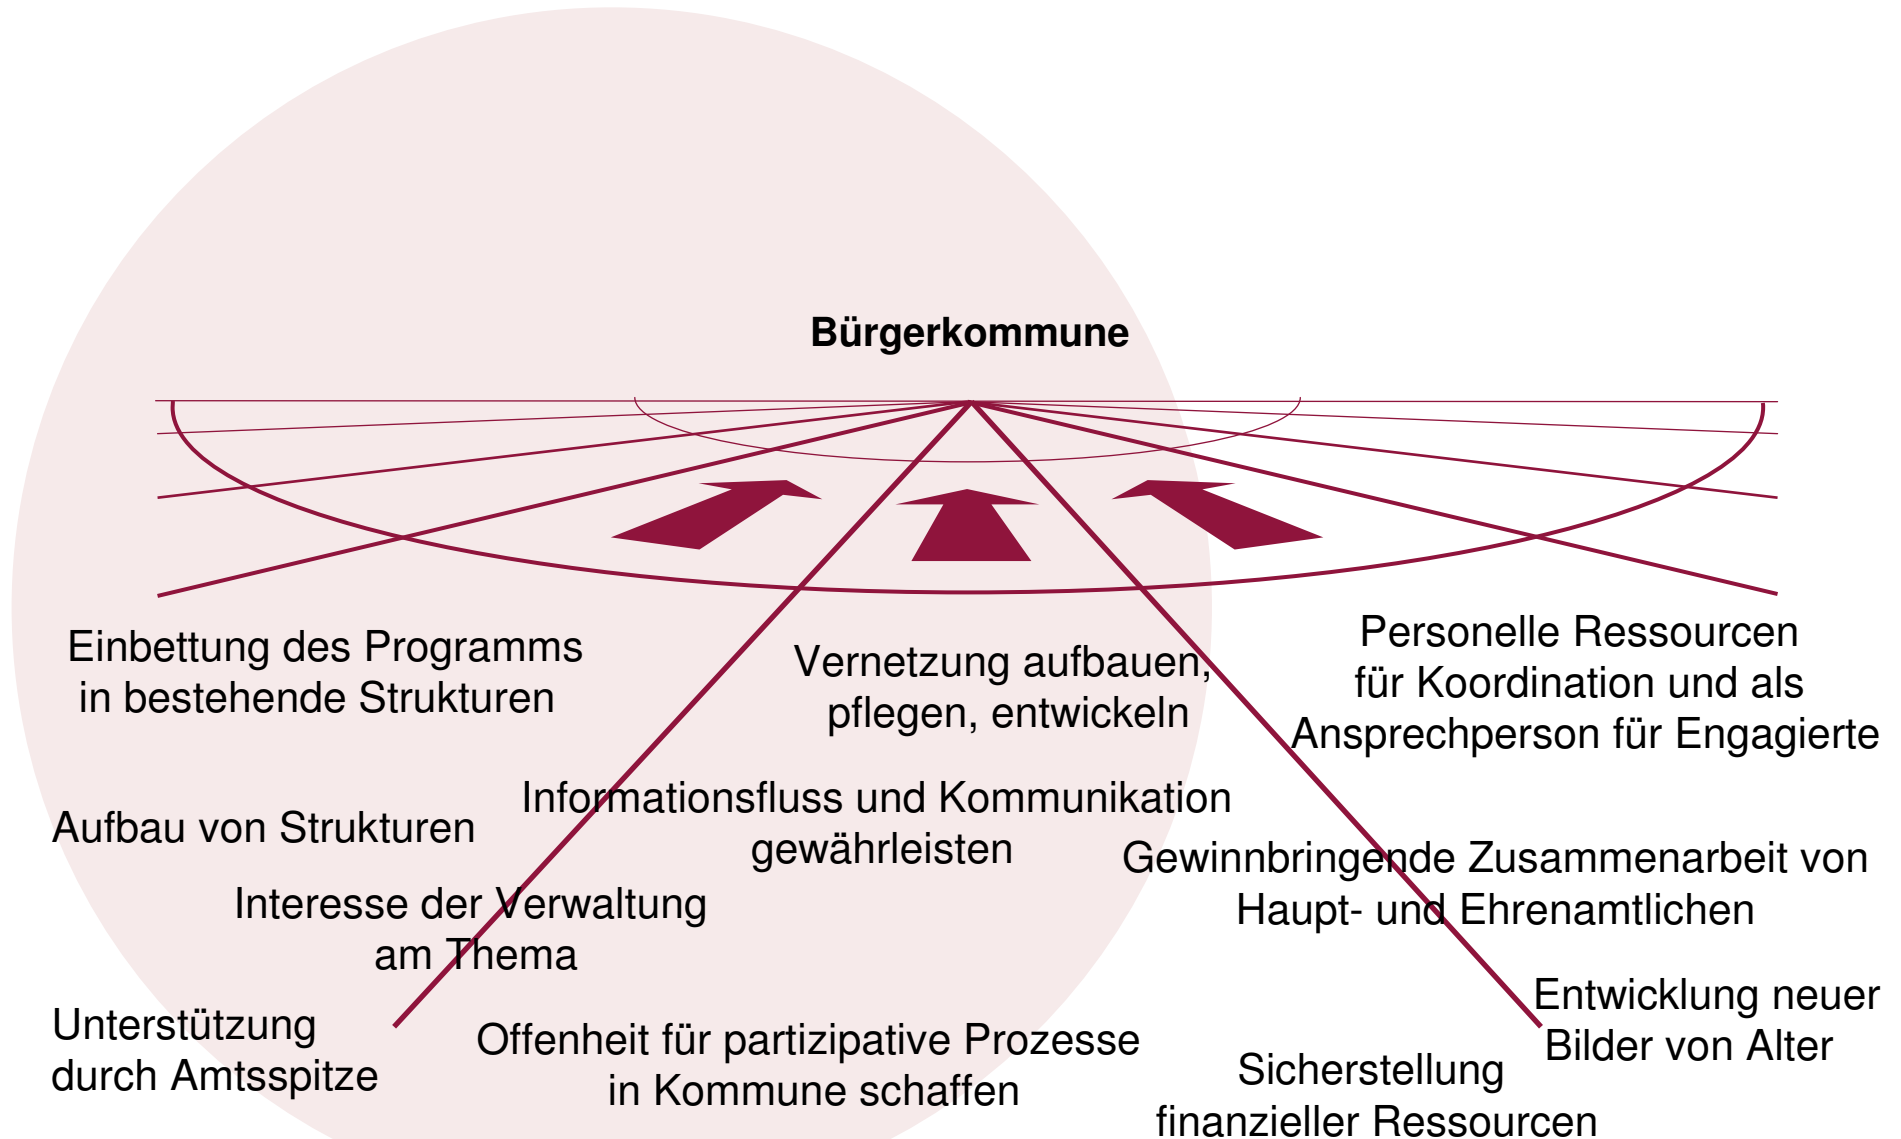 Bürgerkommune
Einbettung des Programms
in bestehende Strukturen
Vernetzung aufbauen,
pflegen, entwickeln
Personelle Ressourcen
für Koordination und als
Ansprechperson für Engagierte
Aufbau von Strukturen
Informationsfluss und Kommunikation
gewährleisten
Gewinnbringende Zusammenarbeit von
Haupt- und Ehrenamtlichen
Interesse der Verwaltung
am Thema
Unterstützung
durch Amtsspitze
Offenheit für partizipative Prozesse
in Kommune schaffen
Entwicklung neuer
Bilder von Alter
Sicherstellung
finanzieller Ressourcen